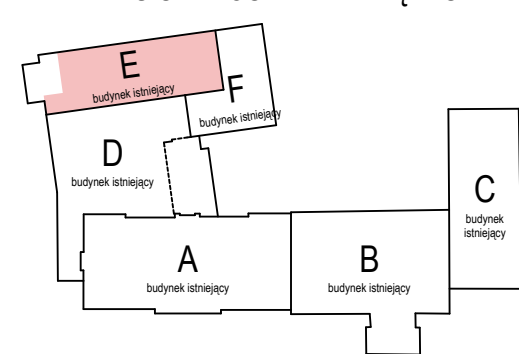 E
budynek istniejący
F
budynek istniejący
D
budynek istniejący
C
budynek
istniejący
A
budynek istniejący
B
budynek istniejący